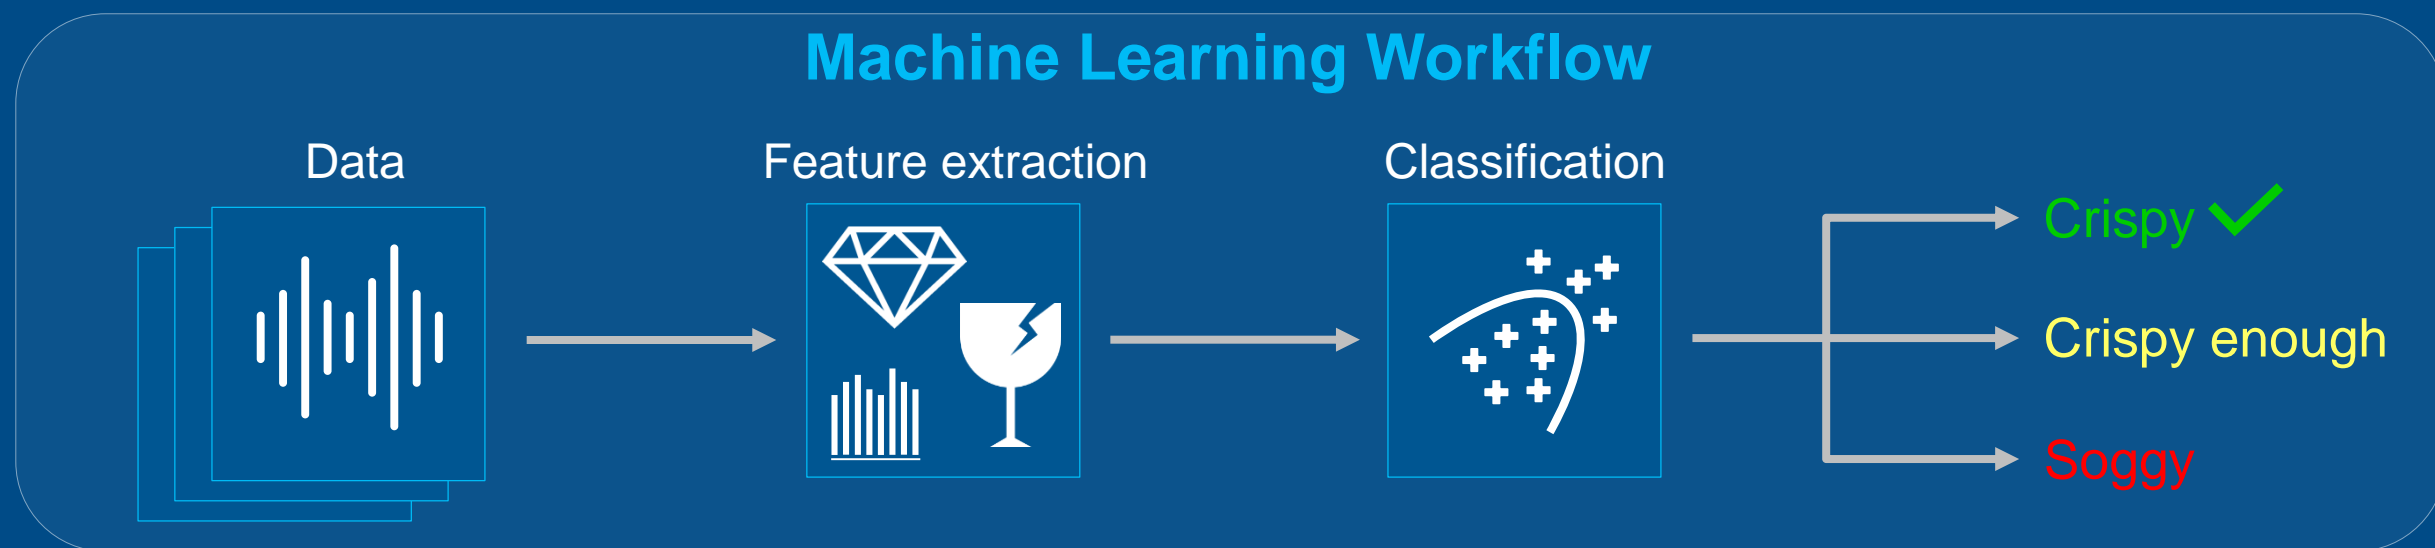 Machine Learning Workflow
Data
Feature extraction
Classification
Crispy
Crispy enough
Soggy